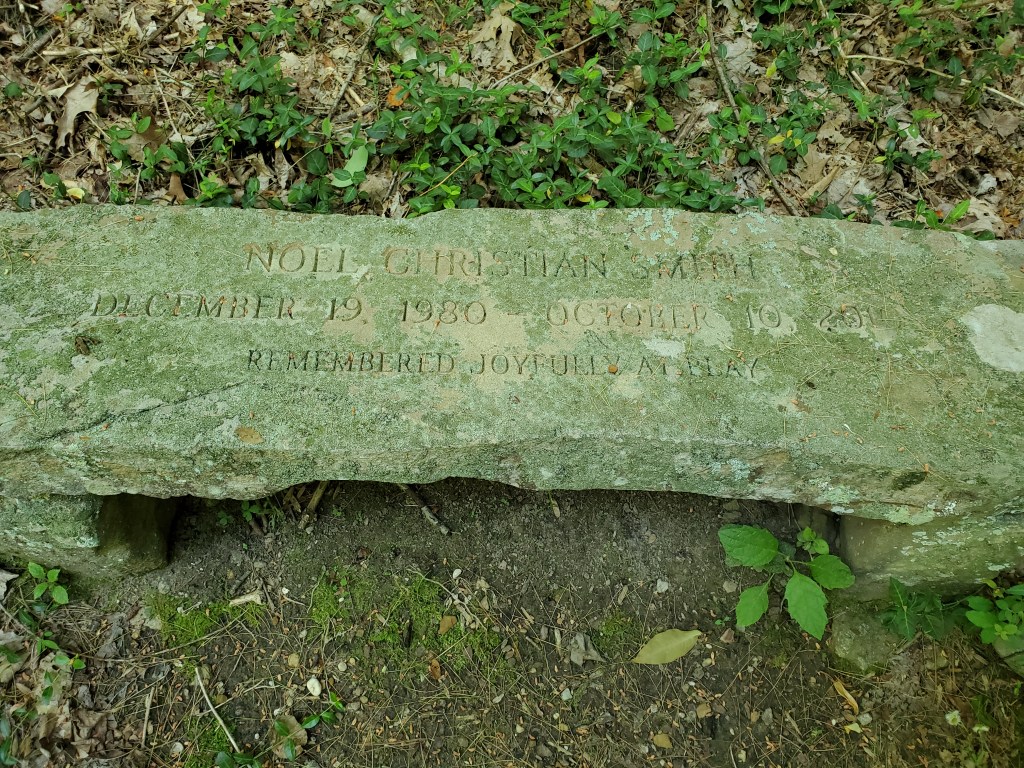 NOEL CHRISTIAN SMITH
DECEMBER 19, 1980 - OCTOBER 10,
REMEMBERED JOYFULLY, AT PLAY